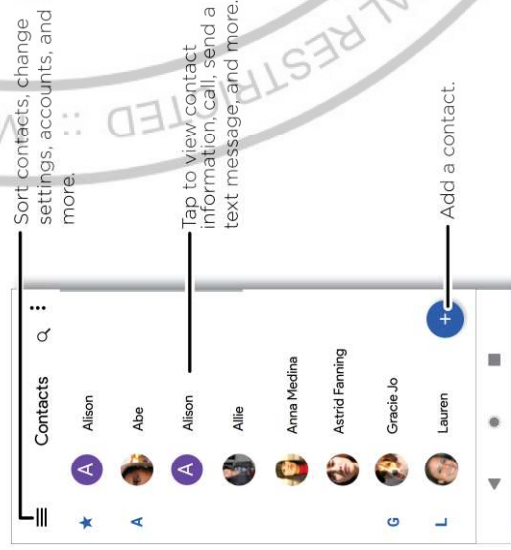 Sort contacts, change
settings, accounts, and
more.
Contacts
Alison
A
Abe
A
Alison
A
Allie
Anna Medina
Astrid Fanning
G
Gracie Jo
L
Lauren
+
Tap to view contact
information, call, send a
text message, and more.
Add a contact.
RESTRICTED ::